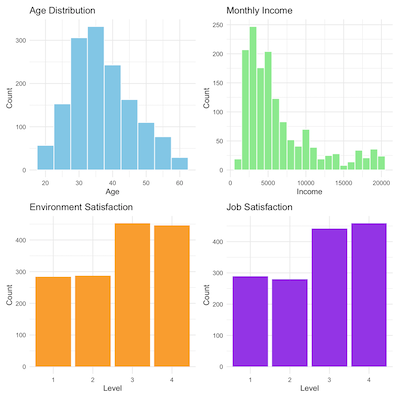 Age Distribution
Count
300
200
100
0
20 30 40 50 60
Age
Monthly Income
Count
250
200
150
100
50
0
0 5000 10000 15000 20000
Income
Environment Satisfaction
Count
400
300
200
100
0
1 2 3 4
Level
Job Satisfaction
Count
400
300
200
100
0
1 2 3 4
Level